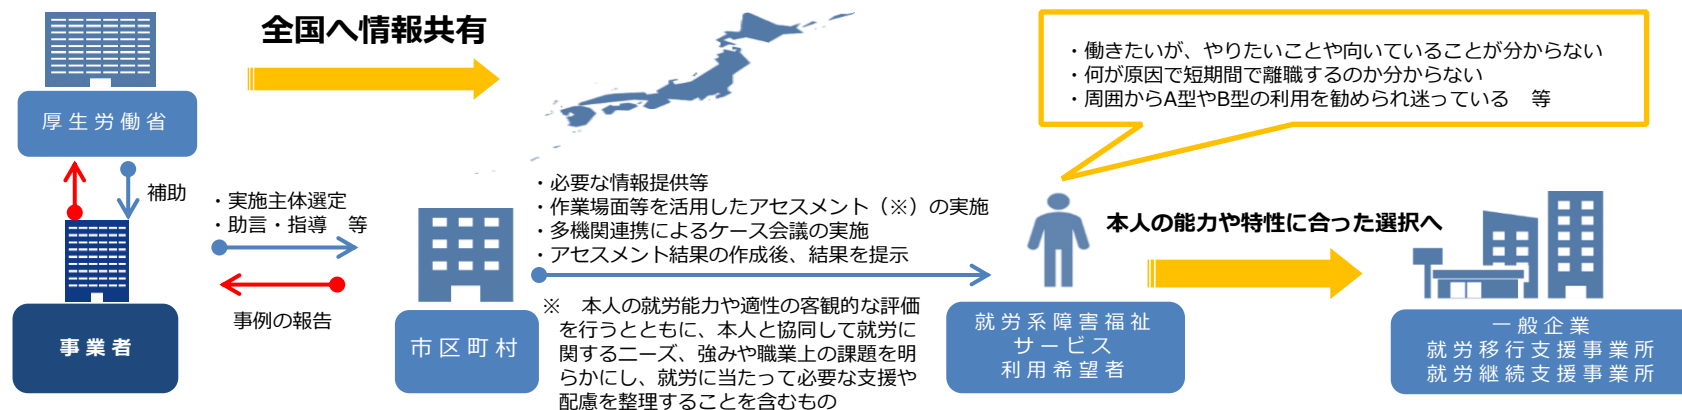 全国へ情報共有
厚生労働省
補助
事業者
・実施主体選定
・助言・指導　等
事例の報告
市区町村
・必要な情報提供等
・作業場面等を活用したアセスメント（※）の実施
・多機関連携によるケース会議の実施
・アセスメント結果の作成後、結果を提示
※　本人の就労能力や適性の客観的な評価
を行うとともに、本人と協同して就労に
関するニーズ、強みや職業上の課題を明
らかにし、就労に当たって必要な支援や
配慮を整理することを含むもの
・働きたいが、やりたいことや向いていることが分からない
・何が原因で短期間で離職するのか分からない
・周囲からA型やB型の利用を勧められ迷っている　等
就労系障害福祉
サービス
利用希望者
本人の能力や特性に合った選択へ
一般企業
就労移行支援事業所
就労継続支援事業所